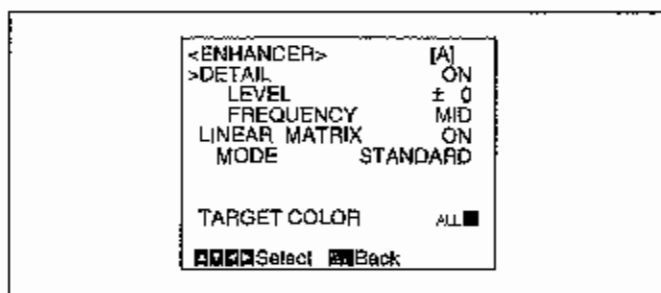 <ENHANCER> [A]
>DETAIL ON
LEVEL ± 0
FREQUENCY MID
LINEAR MATRIX ON
MODE STANDARD
TARGET COLOR ALL■
Select Back